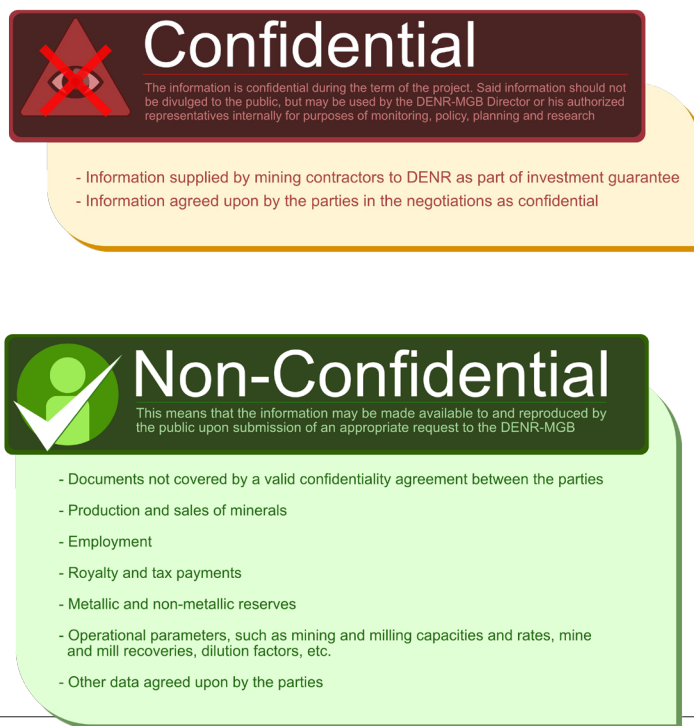 Confidential
The information is confidential during the term of the project. Said information should not
be divulged to the public, but may be used by the DENR-MGB Director or his authorized
representatives internally for purposes of monitoring, policy, planning and research
- Information supplied by mining contractors to DENR as part of investment guarantee
- Information agreed upon by the parties in the negotiations as confidential
Non-Confidential
This means that the information may be made available to and reproduced by
the public upon submission of an appropriate request to the DENR-MGB
- Documents not covered by a valid confidentiality agreement between the parties
- Production and sales of minerals
- Employment
- Royalty and tax payments
- Metallic and non-metallic reserves
- Operational parameters, such as mining and milling capacities and rates, mine
and mill recoveries, dilution factors, etc.
- Other data agreed upon by the parties